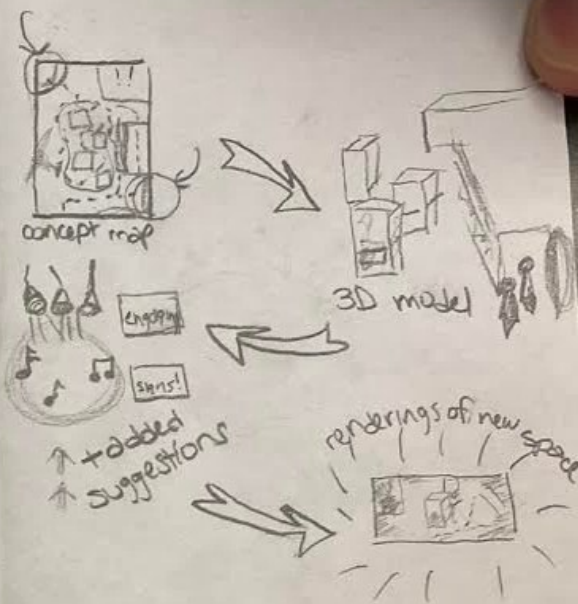 !!
concept map
3D model
engaging
signs!
+ added
suggestions
renderings of new space